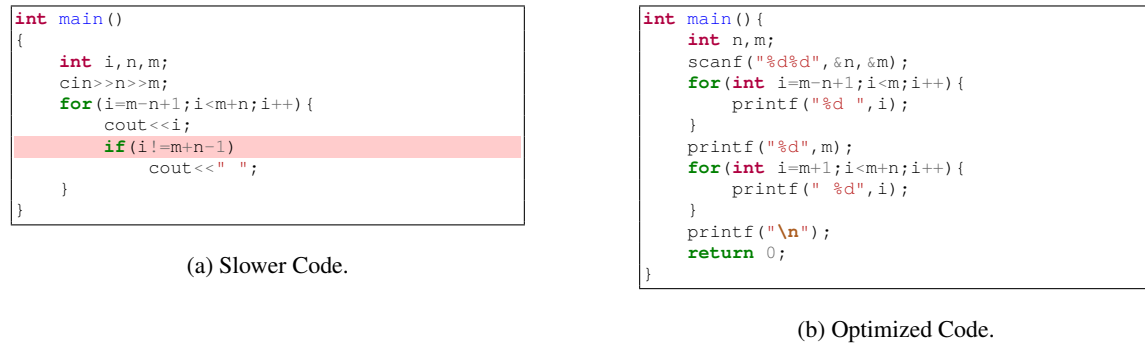 int main()
{
    int i,n,m;
    cin>>n>>m;
    for(i=m-n+1;i<m+n;i++){
        cout<<i;
        if(i!=m+n-1)
            cout<<" ";
    }
}
(a) Slower Code.
int main(){
    int n,m;
    scanf("%d%d",&n,&m);
    for(int i=m-n+1;i<m;i++){
        printf("%d ",i);
    }
    printf("%d",m);
    for(int i=m+1;i<m+n;i++){
        printf(" %d",i);
    }
    printf("\n");
    return 0;
}
(b) Optimized Code.